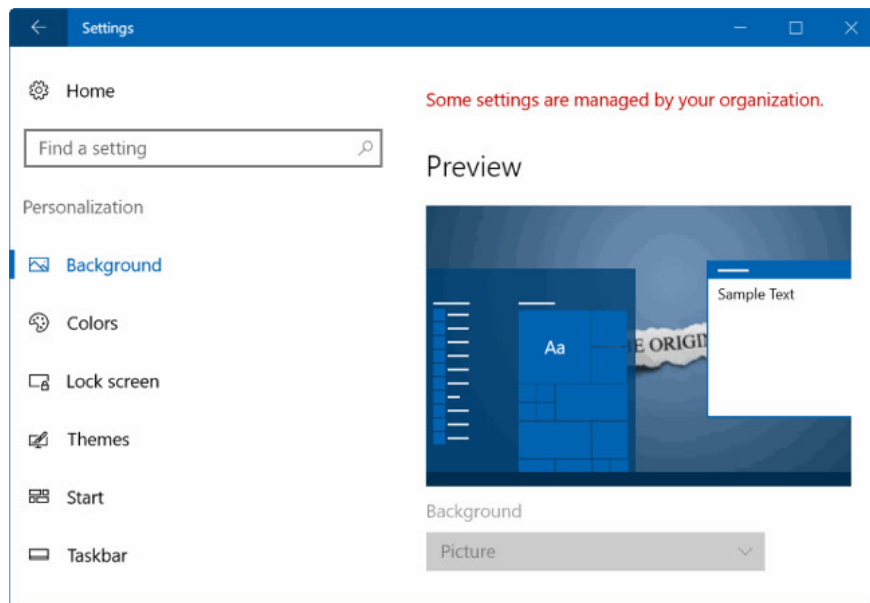 Settings
Home
Find a setting
Personalization
Background
Colors
Lock screen
Themes
Start
Taskbar
Some settings are managed by your organization.
Preview
Sample Text
Aa
E ORIGI
Background
Picture